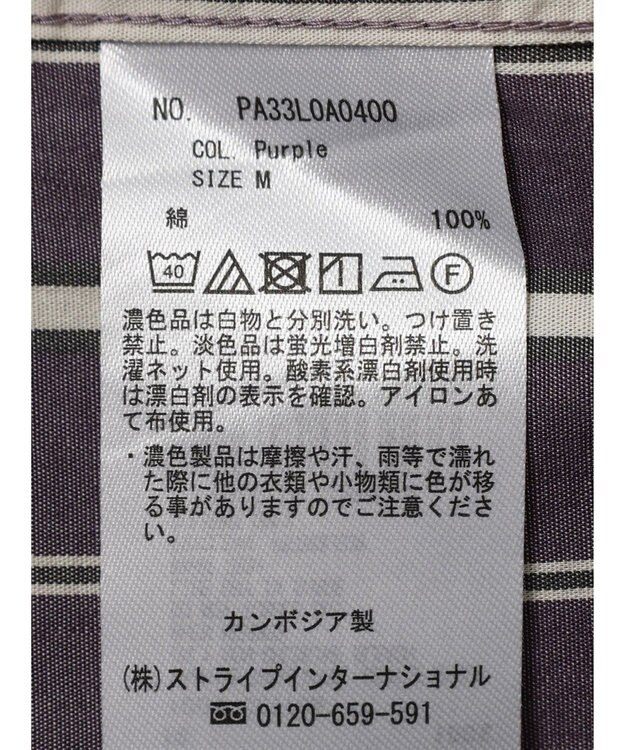 NO. PA33L0A0400
COL. Purple
SIZE M
綿 100%
40 F
濃色品は白物と分別洗い。つけ置き
禁止。淡色品は蛍光増白剤禁止。洗
濯ネット使用。酸素系漂白剤使用時
は漂白剤の表示を確認。アイロンあ
て布使用。
・濃色製品は摩擦や汗、雨等で濡れ
た際に他の衣類や小物類に色が移
る事がありますのでご注意くださ
い。
カンボジア製
(株)ストライプインターナショナル
0120-659-591